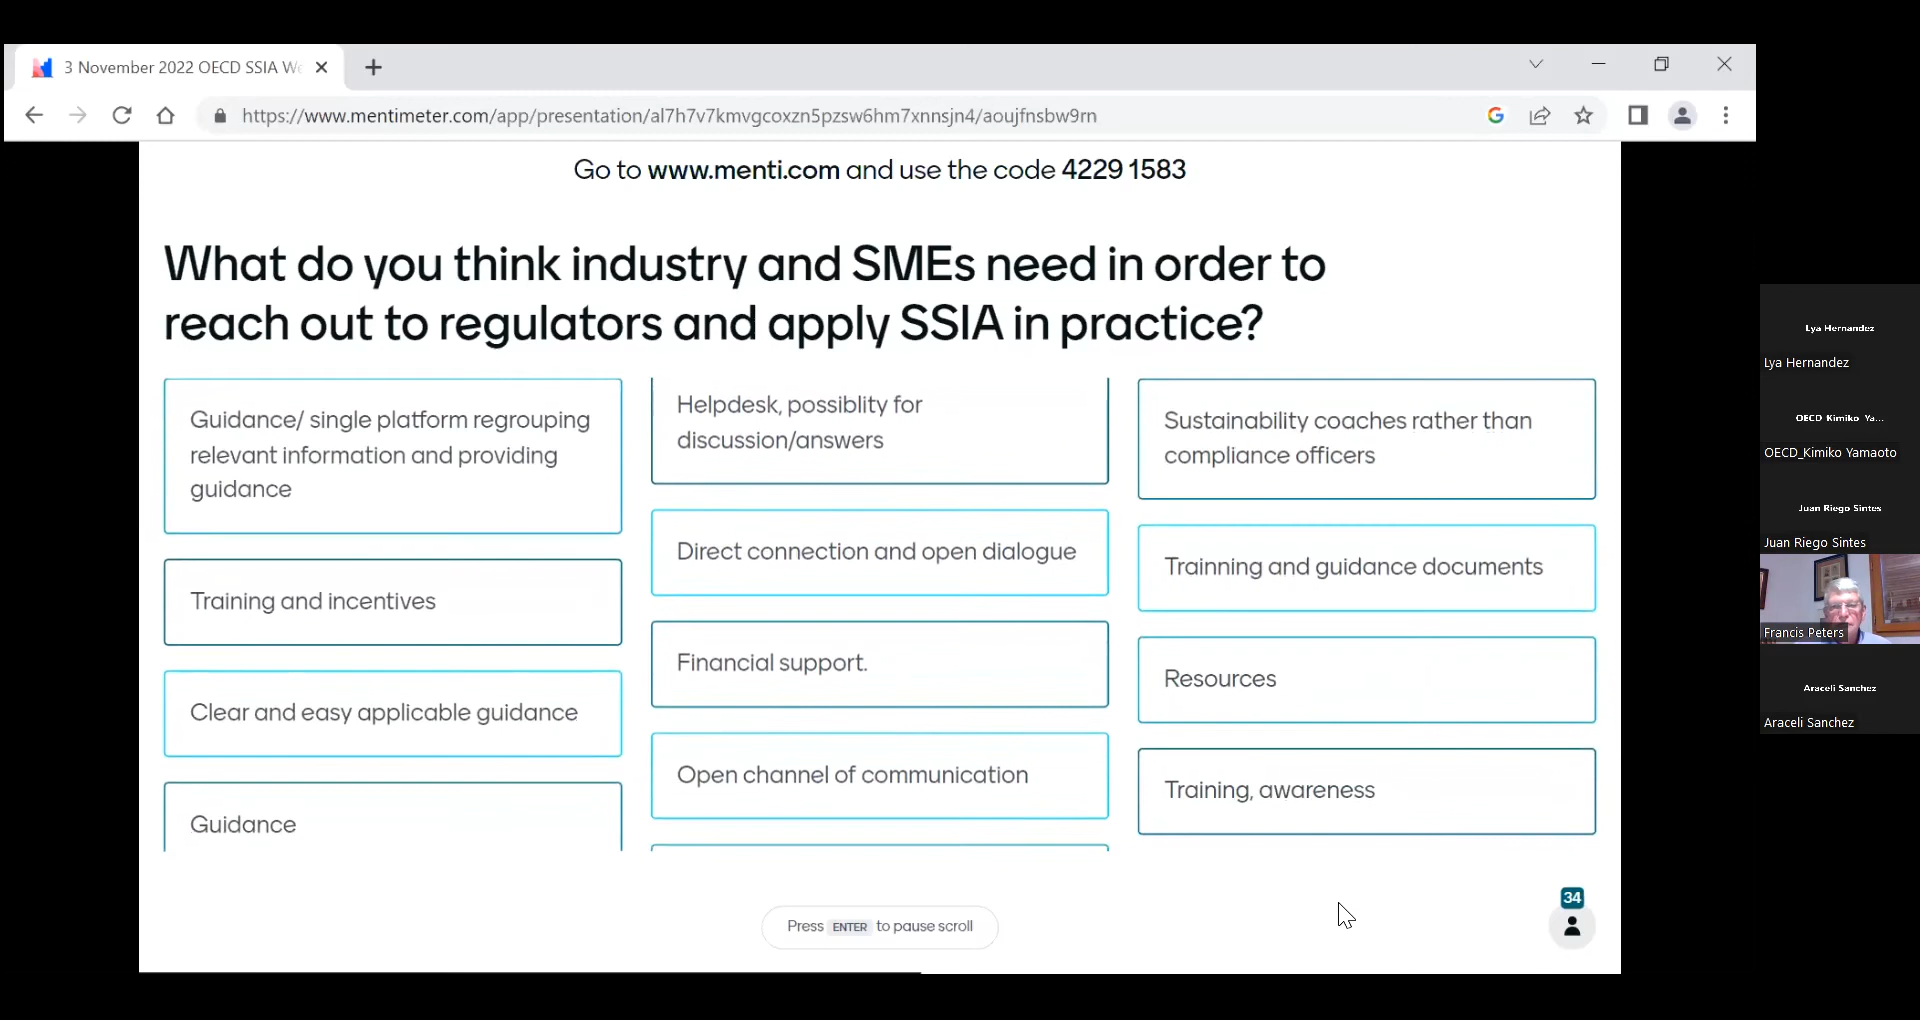 3 November 2022 OECD SSIA We
https://www.mentimeter.com/app/presentation/al7h7v7kmvgcoxzn5pzsw6hm7xnnsjn4/aoujfnsbw9rn
Go to www.menti.com and use the code 4229 1583
What do you think industry and SMEs need in order to
reach out to regulators and apply SSIA in practice?
Guidance/ single platform regrouping
relevant information and providing
guidance
Training and incentives
Clear and easy applicable guidance
Guidance
Helpdesk, possiblity for
discussion/answers
Direct connection and open dialogue
Financial support.
Open channel of communication
Sustainability coaches rather than
compliance officers
Trainning and guidance documents
Resources
Training, awareness
Press ENTER to pause scroll
34
Lya Hernandez
Lya Hernandez
OECD_Kimiko Ya...
OECD_Kimiko Yamaoto
Juan Riego Sintes
Juan Riego Sintes
Francis Peters
Araceli Sanchez
Araceli Sanchez